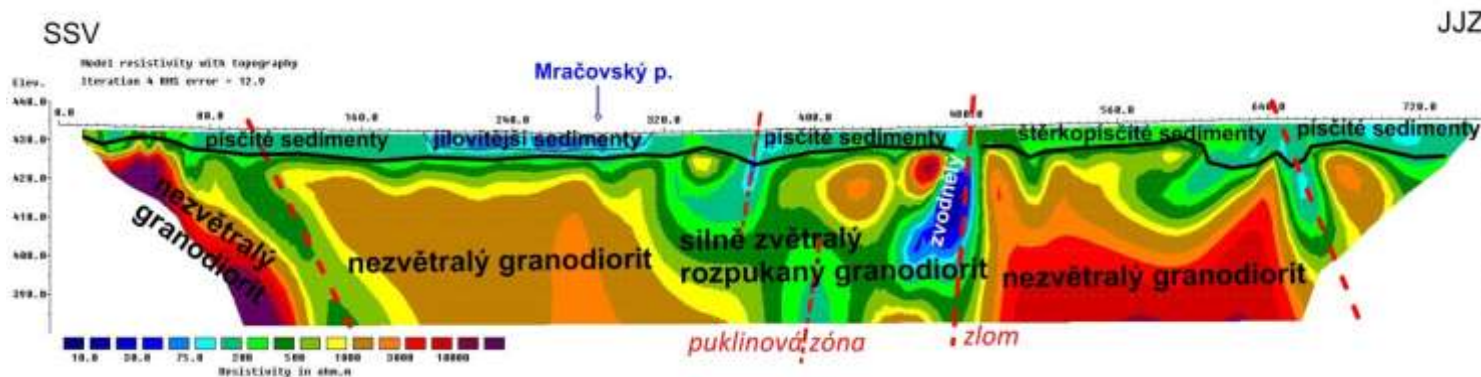 SSV
JJZ
Model resistivity with topography
Iteration 4 RMS error = 12.9
Mračovský p.
Elev.
440.0
0.0 80.0 160.0 240.0 320.0 400.0 480.0 560.0 640.0 720.0
430.0
písčité sedimenty jílovitější sedimenty písčité sedimenty štěrkopísčité sedimenty písčité sedimenty
420.0
410.0
400.0
390.0
nezvětralý
granodiorit
nezvětralý granodiorit
silně zvětralý
rozpukaný granodiorit
zvodnělý
nezvětralý granodiorit
puklinová zóna
zlom
10.0 75.0 200 500 1000 3000 10000
Resistivity in ohm.m